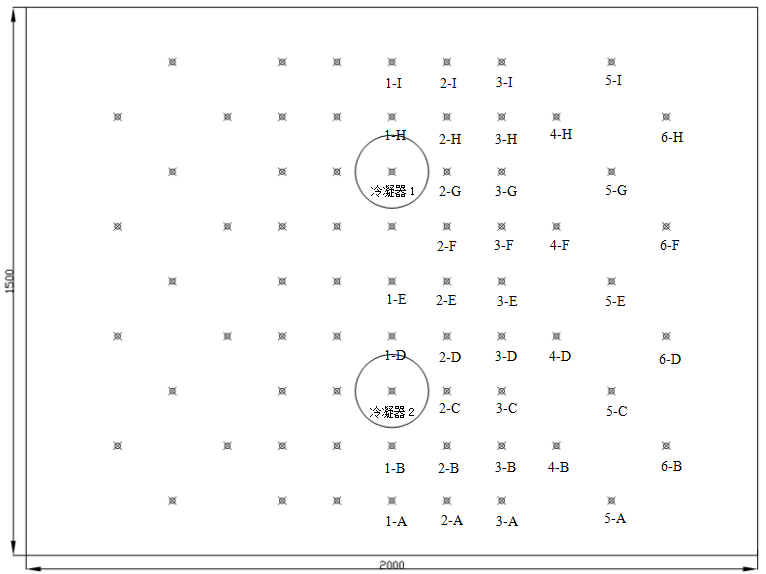 1-I 2-I 3-I 5-I
1-H 2-H 3-H 4-H 6-H
冷凝器 1 2-G 3-G 5-G
2-F 3-F 4-F 6-F
1500
1-E 2-E 3-E 5-E
1-D 2-D 3-D 4-D 6-D
冷凝器 2 2-C 3-C 5-C
1-B 2-B 3-B 4-B 6-B
1-A 2-A 3-A 5-A
2000